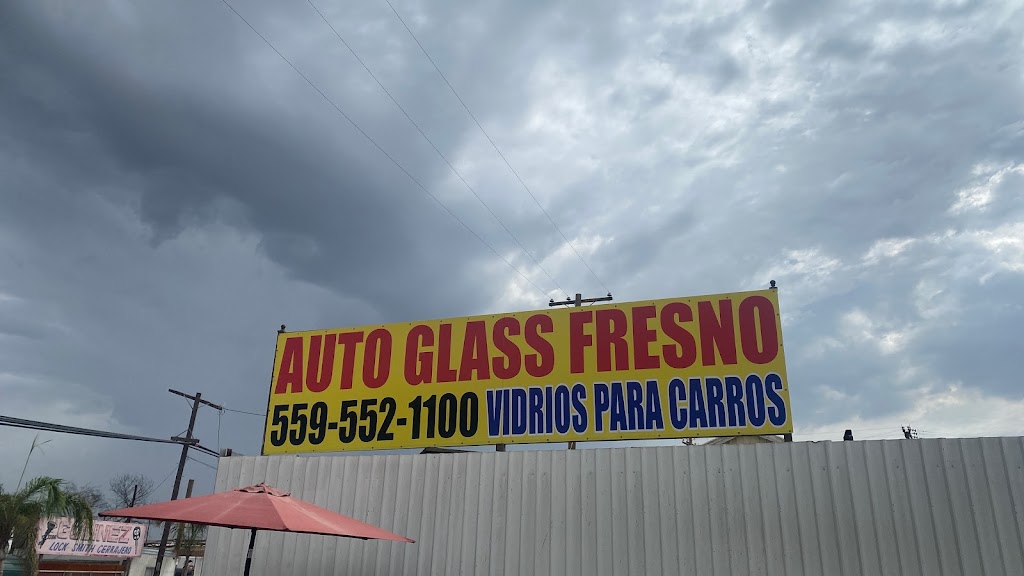 AUTO GLASS FRESNO
559-552-1100 VIDRIOS PARA CARROS
LOCK SMITH CERRAJERO